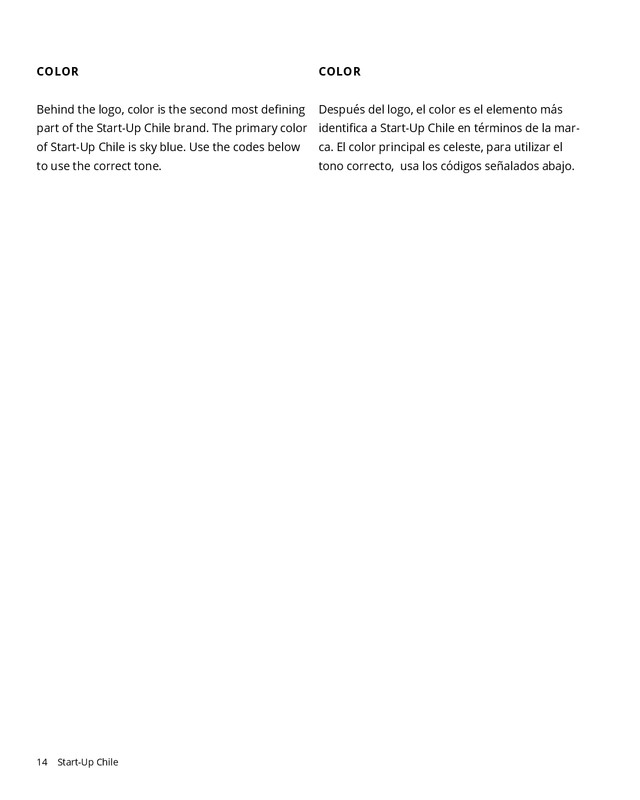 COLOR
Behind the logo, color is the second most defining
part of the Start-Up Chile brand. The primary color
of Start-Up Chile is sky blue. Use the codes below
to use the correct tone.
COLOR
Después del logo, el color es el elemento más
identifica a Start-Up Chile en términos de la mar-
ca. El color principal es celeste, para utilizar el
tono correcto,  usa los códigos señalados abajo.
14 Start-Up Chile